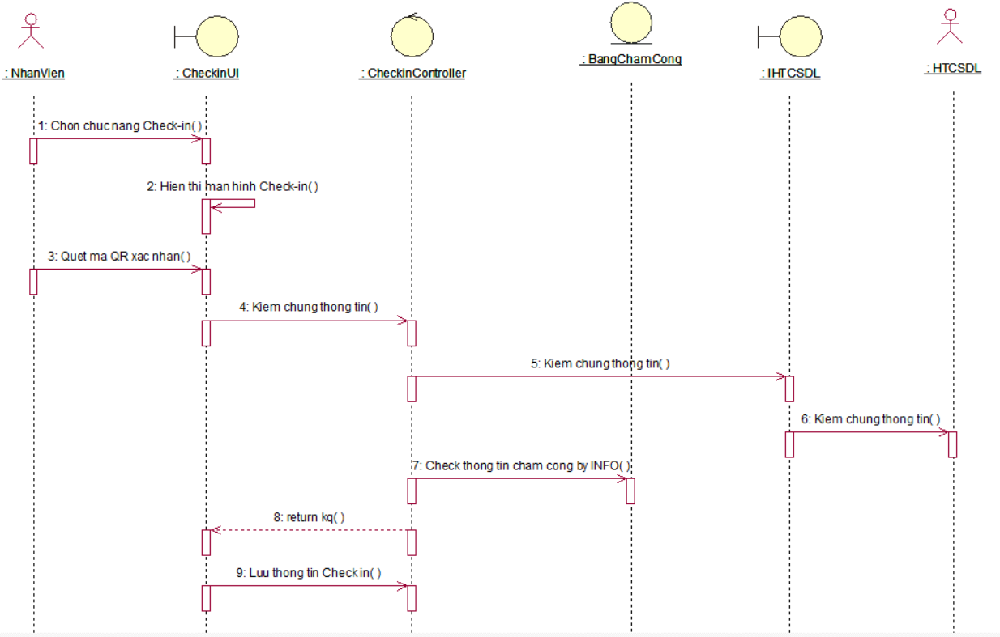 : NhanVien
: CheckinUI
: CheckinController
: BangChamCong
: IHTCSDL
: HTCSDL
1: Chon chuc nang Check-in( )
2: Hien thi man hinh Check-in( )
3: Quet ma QR xac nhan( )
4: Kiem chung thong tin( )
5: Kiem chung thong tin( )
6: Kiem chung thong tin( )
7: Check thong tin cham cong by INFO( )
8: return kq( )
9: Luu thong tin Check in( )